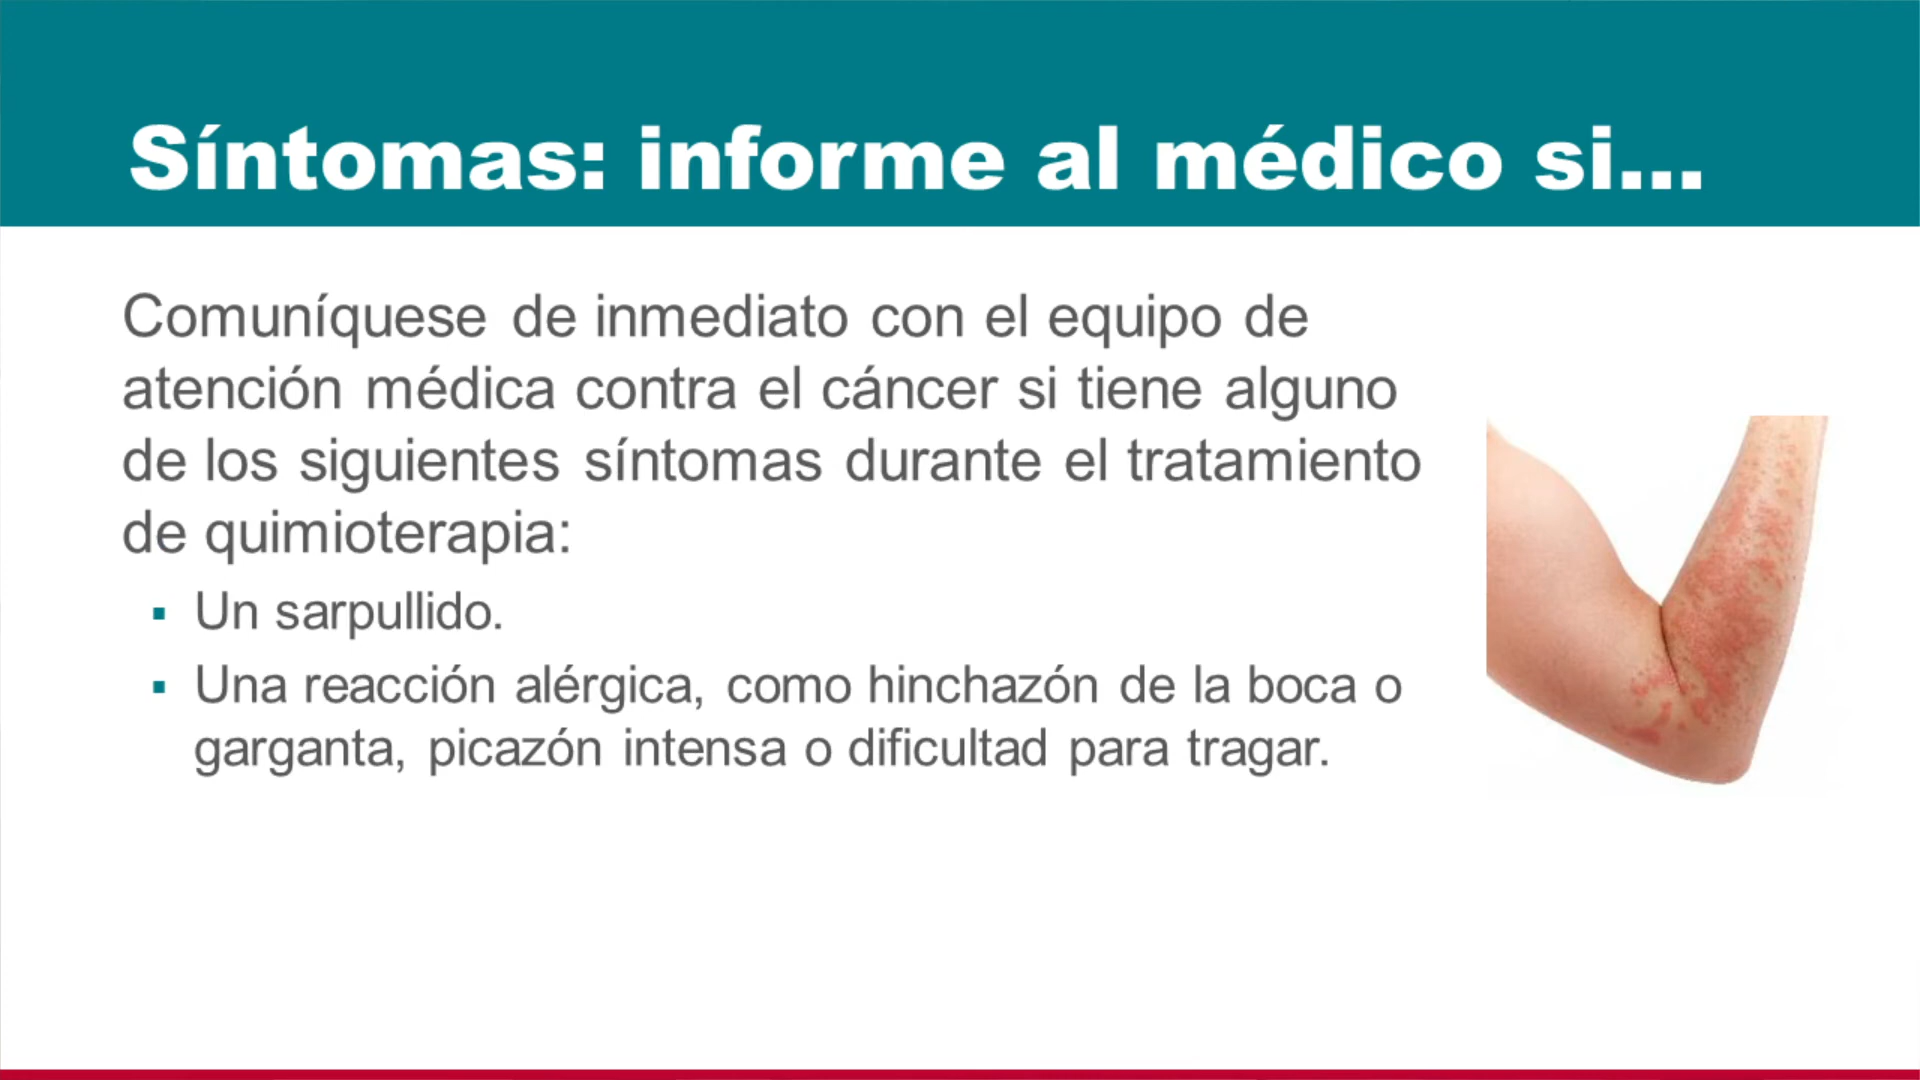 Síntomas: informe al médico si...
Comuníquese de inmediato con el equipo de
atención médica contra el cáncer si tiene alguno
de los siguientes síntomas durante el tratamiento
de quimioterapia:
▪ Un sarpullido.
▪ Una reacción alérgica, como hinchazón de la boca o
garganta, picazón intensa o dificultad para tragar.